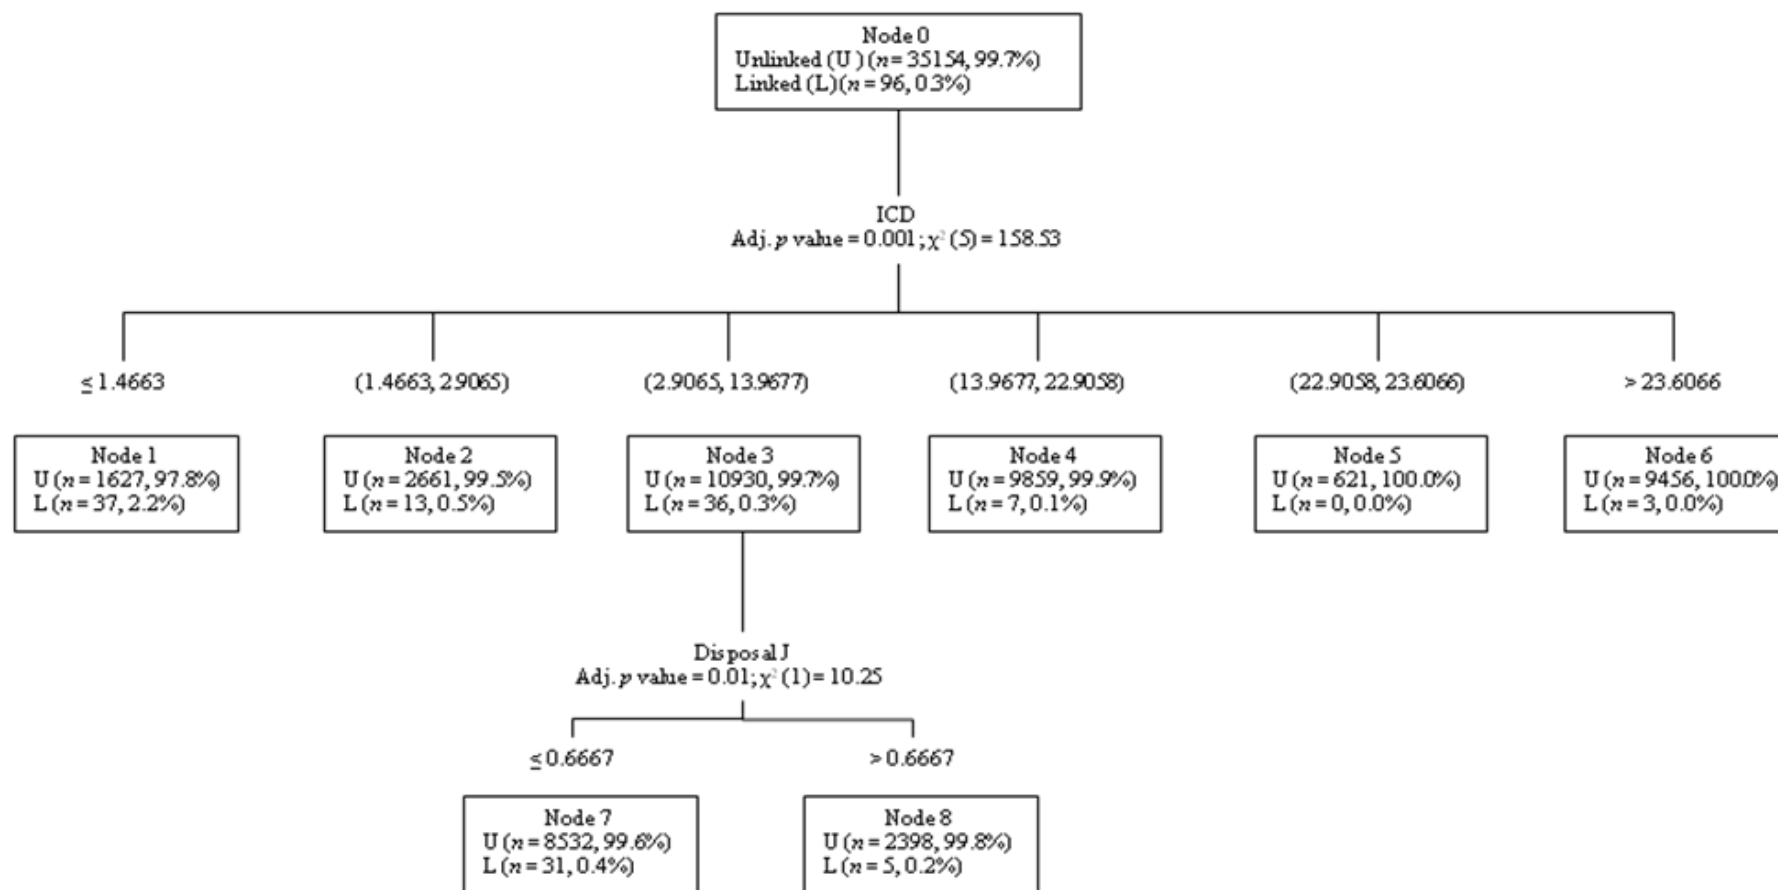 Node 0
Unlinked (U ) (n = 35154, 99.7%)
Linked (L)(n = 96, 0.3%)
ICD
Adj. p value = 0.001; χ² (5) = 158.53
≤ 1.4663
(1.4663, 2.9065)
(2.9065, 13.9677)
(13.9677, 22.9058)
(22.9058, 23.6066)
> 23.6066
Node 1
U (n = 1627, 97.8%)
L (n = 37, 2.2%)
Node 2
U (n = 2661, 99.5%)
L (n = 13, 0.5%)
Node 3
U (n = 10930, 99.7%)
L (n = 36, 0.3%)
Node 4
U (n = 9859, 99.9%)
L (n = 7, 0.1%)
Node 5
U (n = 621, 100.0%)
L (n = 0, 0.0%)
Node 6
U (n = 9456, 100.0%)
L (n = 3, 0.0%)
Disposal J
Adj. p value = 0.01; χ² (1) = 10.25
≤ 0.6667
> 0.6667
Node 7
U (n = 8532, 99.6%)
L (n = 31, 0.4%)
Node 8
U (n = 2398, 99.8%)
L (n = 5, 0.2%)